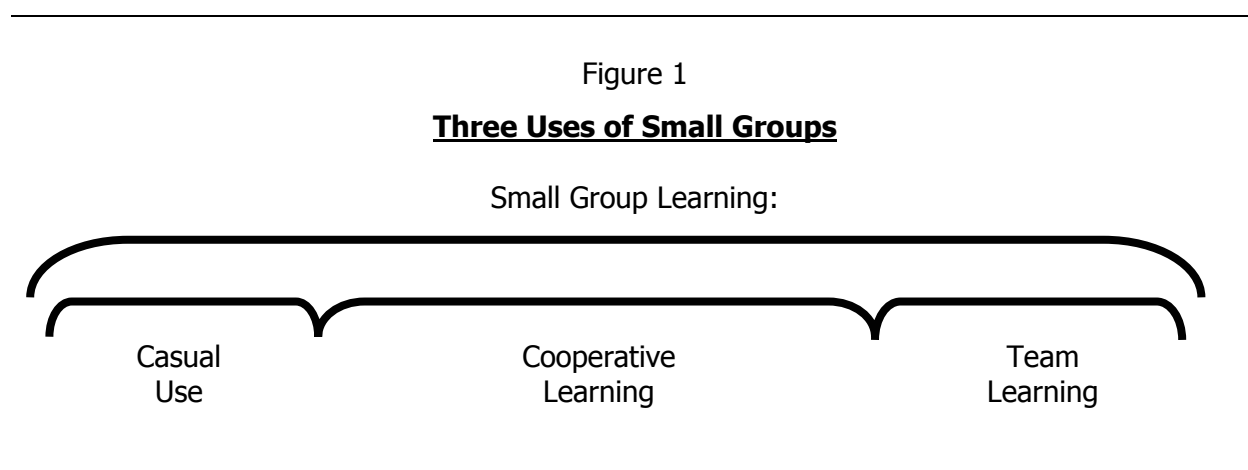 Figure 1
Three Uses of Small Groups
Small Group Learning:
Casual
Use
Cooperative
Learning
Team
Learning